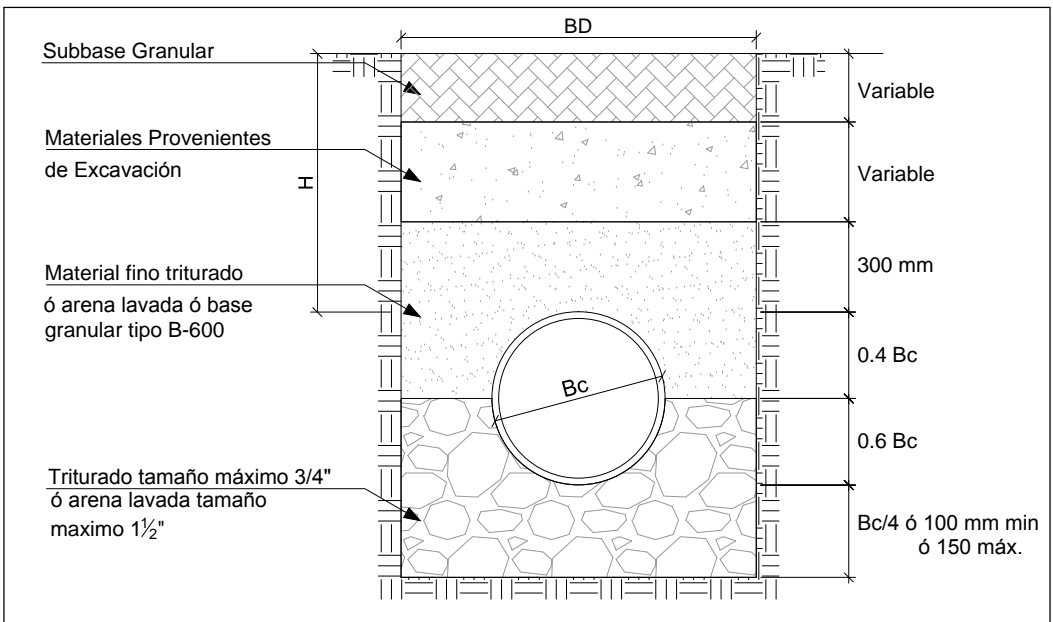 BD
Subbase Granular
Variable
Materiales Provenientes
de Excavación
H
Variable
Material fino triturado
ó arena lavada ó base
granular tipo B-600
300 mm
0.4 Bc
Bc
0.6 Bc
Triturado tamaño máximo 3/4"
ó arena lavada tamaño
maximo 1½"
Bc/4 ó 100 mm min
ó 150 máx.